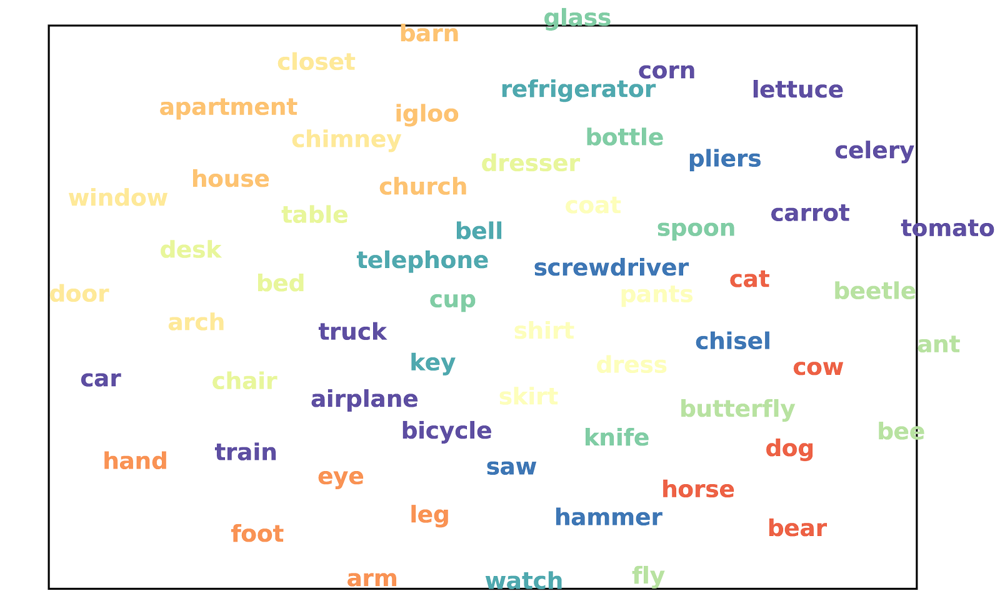 glass
barn
closet
corn
refrigerator
lettuce
apartment
igloo
chimney
bottle
celery
pliers
dresser
house
church
window
coat
table
carrot
bell
spoon
tomato
desk
telephone
screwdriver
cat
bed
beetle
door
pants
cup
arch
shirt
truck
chisel
ant
key
dress
cow
car
chair
airplane
skirt
butterfly
bicycle
bee
knife
dog
train
hand
saw
eye
horse
leg
hammer
bear
foot
fly
arm
watch